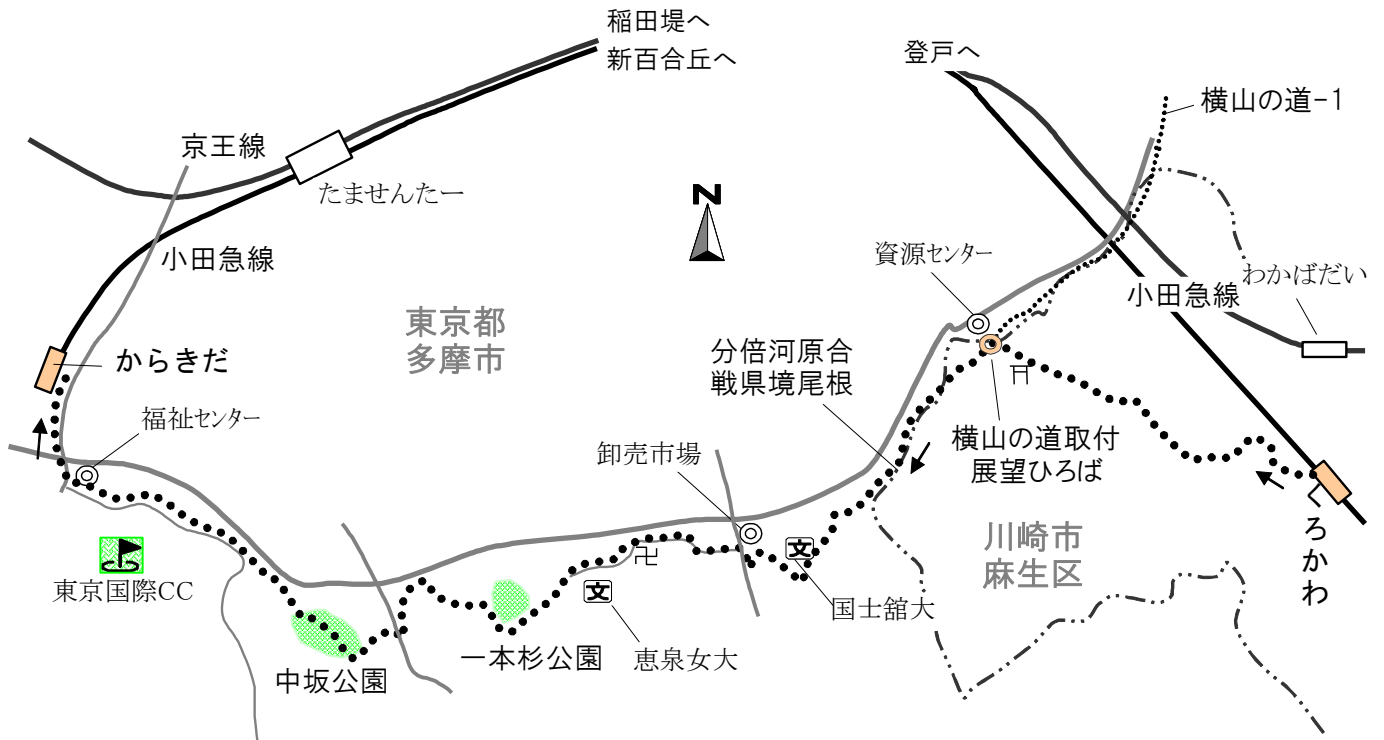 稲田堤へ
新百合丘へ
登戸へ
横山の道-1
京王線
たませんたー
N
小田急線
資源センター
わかばだい
小田急線
東京都
多摩市
分倍河原合
戦県境尾根
からきだ
福祉センター
卸売市場
横山の道取付
展望ひろば
くろかわ
川崎市
麻生区
文
卍
文
東京国際CC
国士舘大
一本杉公園
恵泉女大
中坂公園